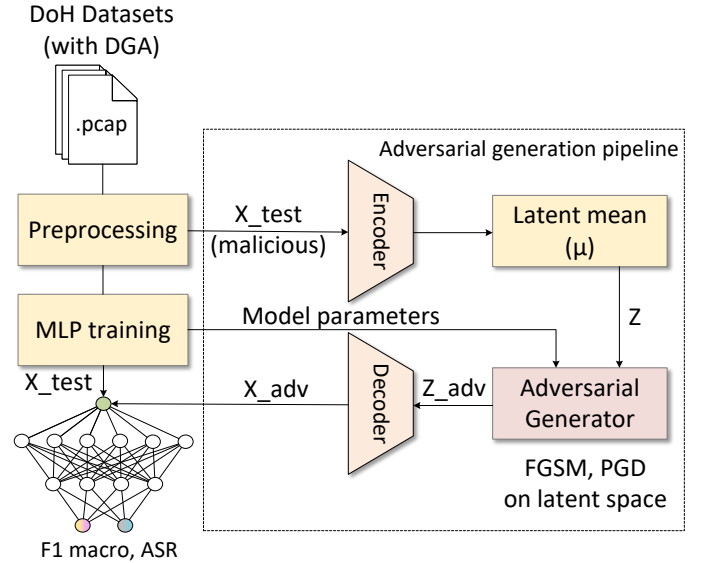 DoH Datasets
(with DGA)
.pcap
Adversarial generation pipeline
Preprocessing
X_test
(malicious)
Encoder
Latent mean
(μ)
MLP training
Model parameters
Z
X_test
X_adv
Decoder
Z_adv
Adversarial
Generator
FGSM, PGD
on latent space
F1 macro, ASR